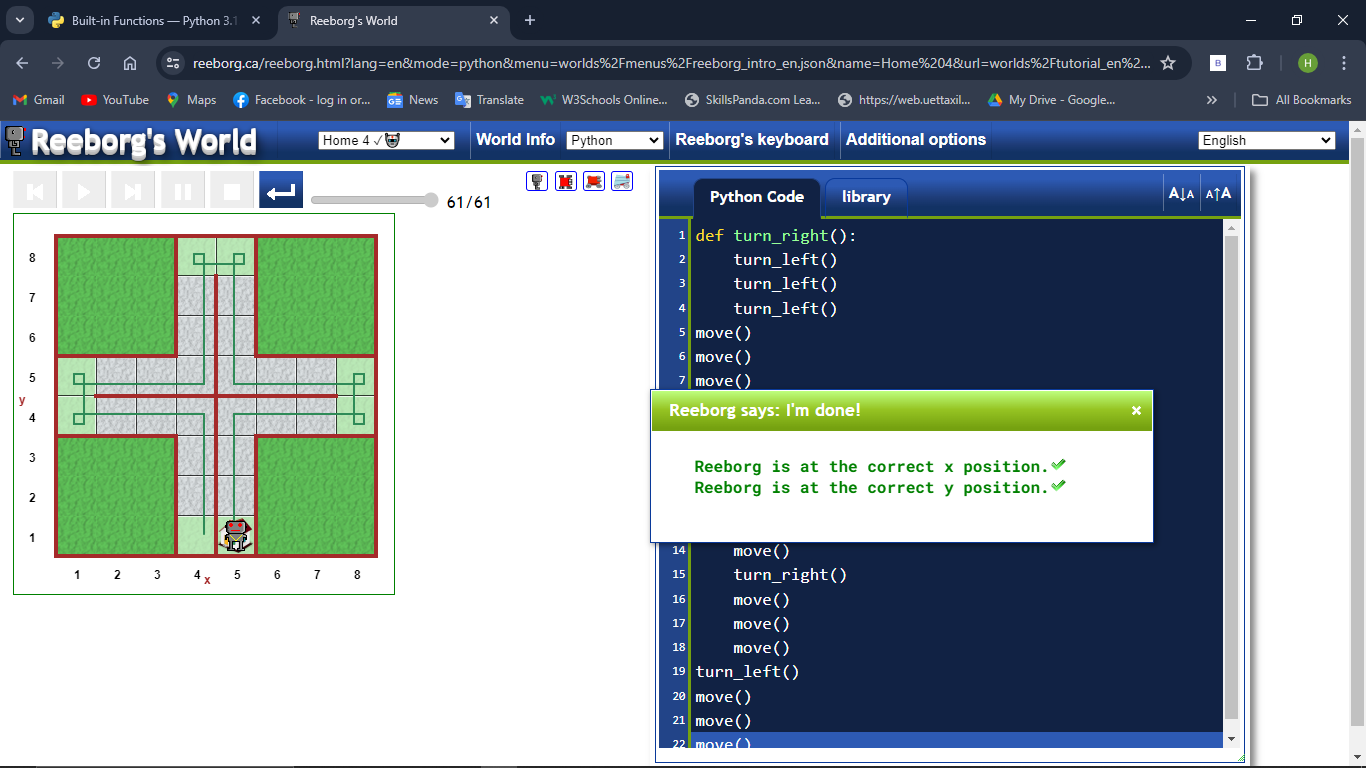 Built-in Functions — Python 3.1
Reeborg's World
reeborg.ca/reeborg.html?lang=en&mode=python&menu=worlds%2Fmenus%2Freeborg_intro_en.json&name=Home%204&url=worlds%2Ftutorial_en%2...
B
H
Gmail
YouTube
Maps
Facebook - log in or...
News
Translate
W3Schools Online...
SkillsPanda.com Lea...
https://web.uettaxil...
My Drive - Google...
»
All Bookmarks
Reeborg's World
Home 4 ✓
World Info
Python
Reeborg's keyboard
Additional options
English
61/61
Python Code
library
A↓A
A↑A
8
7
6
5
y
4
3
2
1
1 2 3 4 x 5 6 7 8
1 def turn_right():
2 turn_left()
3 turn_left()
4 turn_left()
5 move()
6 move()
7 move()
Reeborg says: I'm done!
×
Reeborg is at the correct x position.✔
Reeborg is at the correct y position.✔
14 move()
15 turn_right()
16 move()
17 move()
18 move()
19 turn_left()
20 move()
21 move()
22 move()